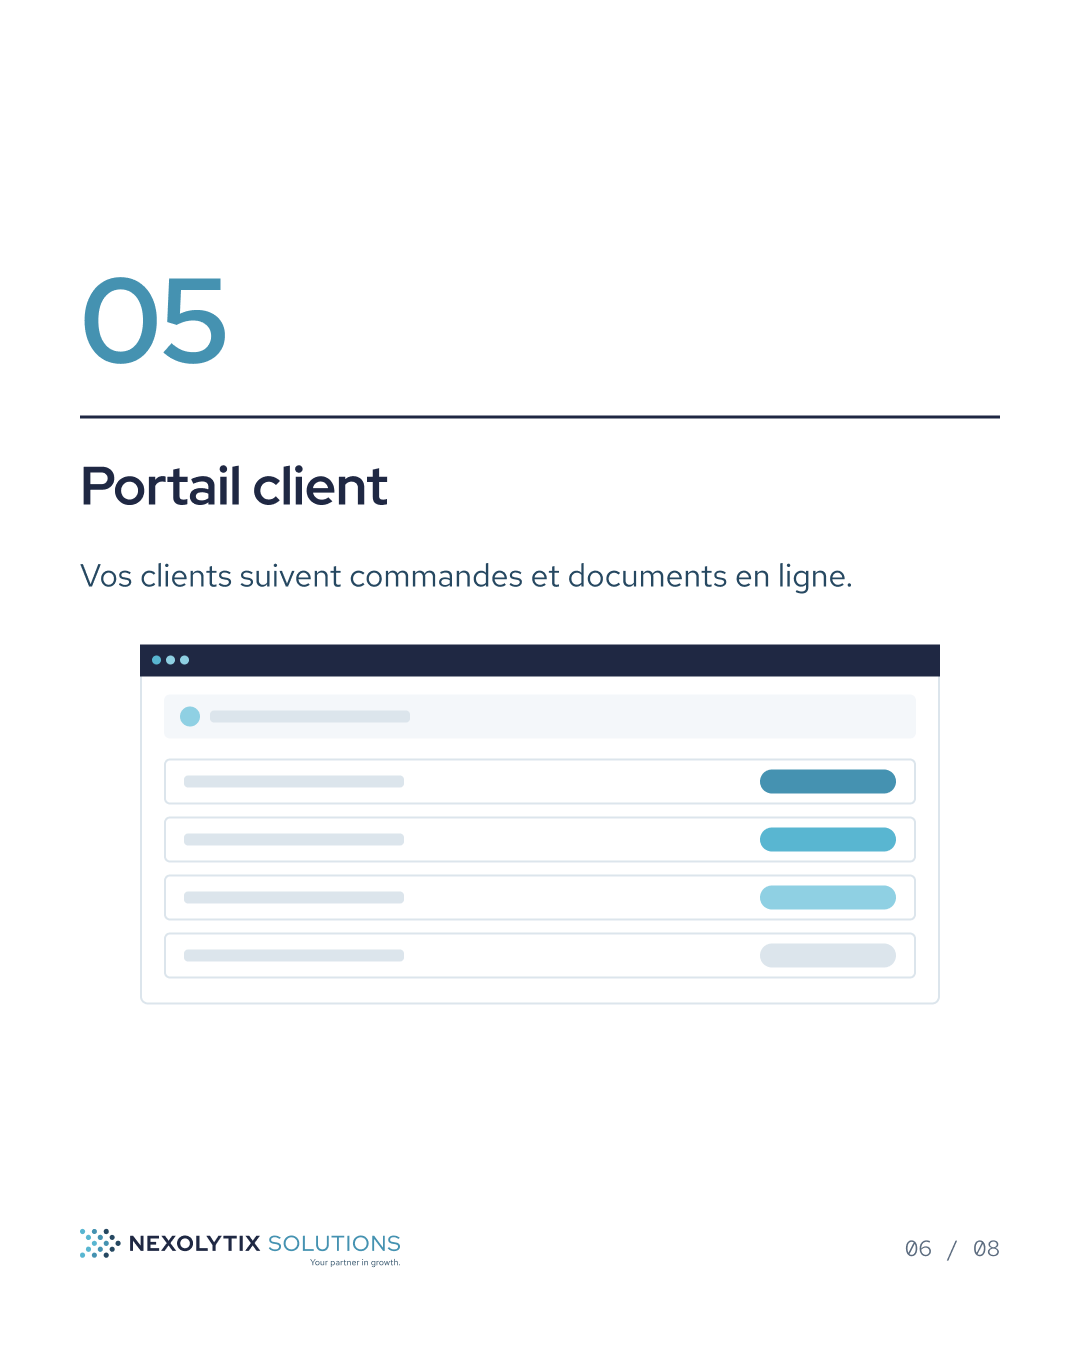 05
Portail client
Vos clients suivent commandes et documents en ligne.
NEXOLYTIX SOLUTIONS
Your partner in growth.
06 / 08